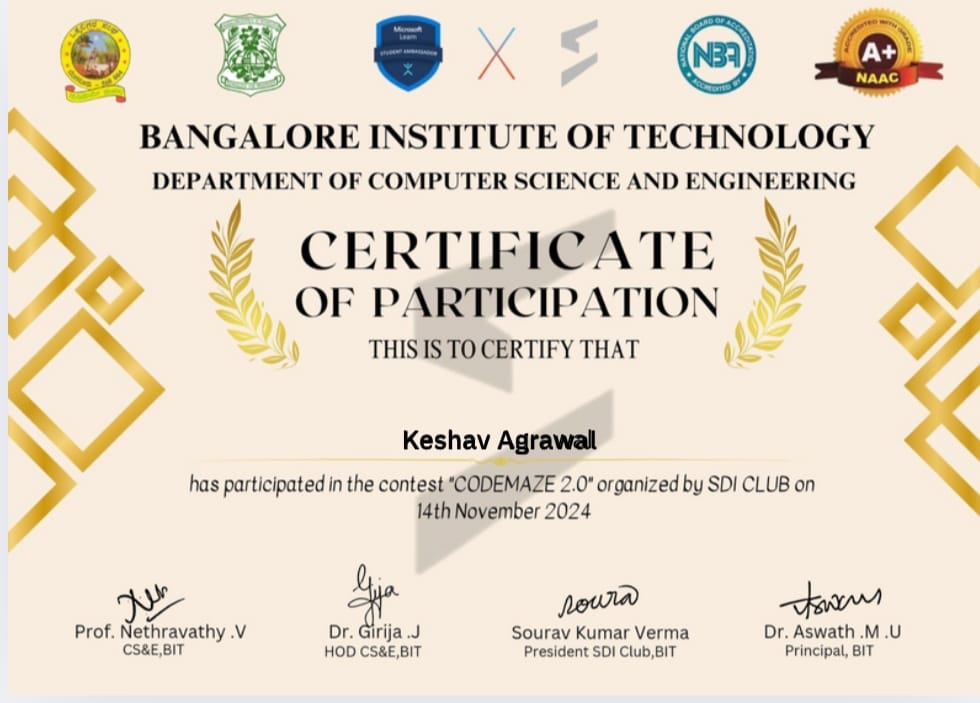 Microsoft
Learn
STUDENT AMBASSADOR
NATIONAL BOARD OF ACCREDITATION
NBA
ACCREDITED BY
ACCREDITED WITH GRADE
A+
NAAC
BANGALORE INSTITUTE OF TECHNOLOGY
DEPARTMENT OF COMPUTER SCIENCE AND ENGINEERING
CERTIFICATE
OF PARTICIPATION
THIS IS TO CERTIFY THAT
Keshav Agrawal
has participated in the contest "CODEMAZE 2.0" organized by SDI CLUB on
14th November 2024
Prof. Nethravathy .V
CS&E,BIT
Dr. Girija .J
HOD CS&E,BIT
Sourav Kumar Verma
President SDI Club,BIT
Dr. Aswath .M .U
Principal, BIT